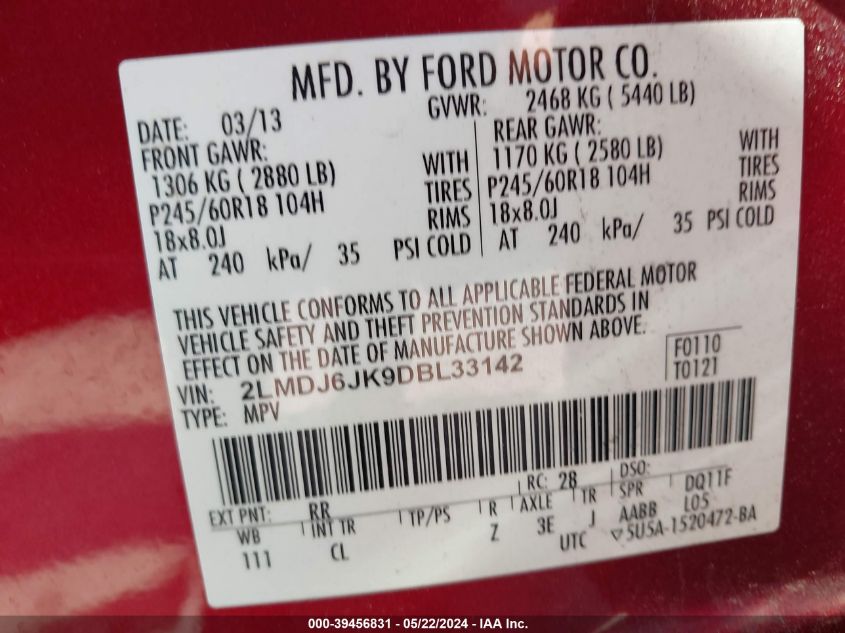 MFD. BY FORD MOTOR CO.
DATE: 03/13 GVWR: 2468 KG ( 5440 LB)
FRONT GAWR: REAR GAWR:
1306 KG ( 2880 LB) WITH 1170 KG ( 2580 LB) WITH
P245/60R18 104H TIRES P245/60R18 104H TIRES
18x8.0J RIMS 18x8.0J RIMS
AT 240 kPa/ 35 PSI COLD AT 240 kPa/ 35 PSI COLD
THIS VEHICLE CONFORMS TO ALL APPLICABLE FEDERAL MOTOR
VEHICLE SAFETY AND THEFT PREVENTION STANDARDS IN
EFFECT ON THE DATE OF MANUFACTURE SHOWN ABOVE.
VIN: 2LMDJ6JK9DBL33142 F0110
TYPE: MPV T0121
EXT PNT: RR RC: 28 DSO:
WB INT TR TP/PS R AXLE TR SPR DQ11F
111 CL Z 3E J AABB L05
UTC ▽5U5A-1520472-BA
000-39456831 - 05/22/2024 - IAAI.COM